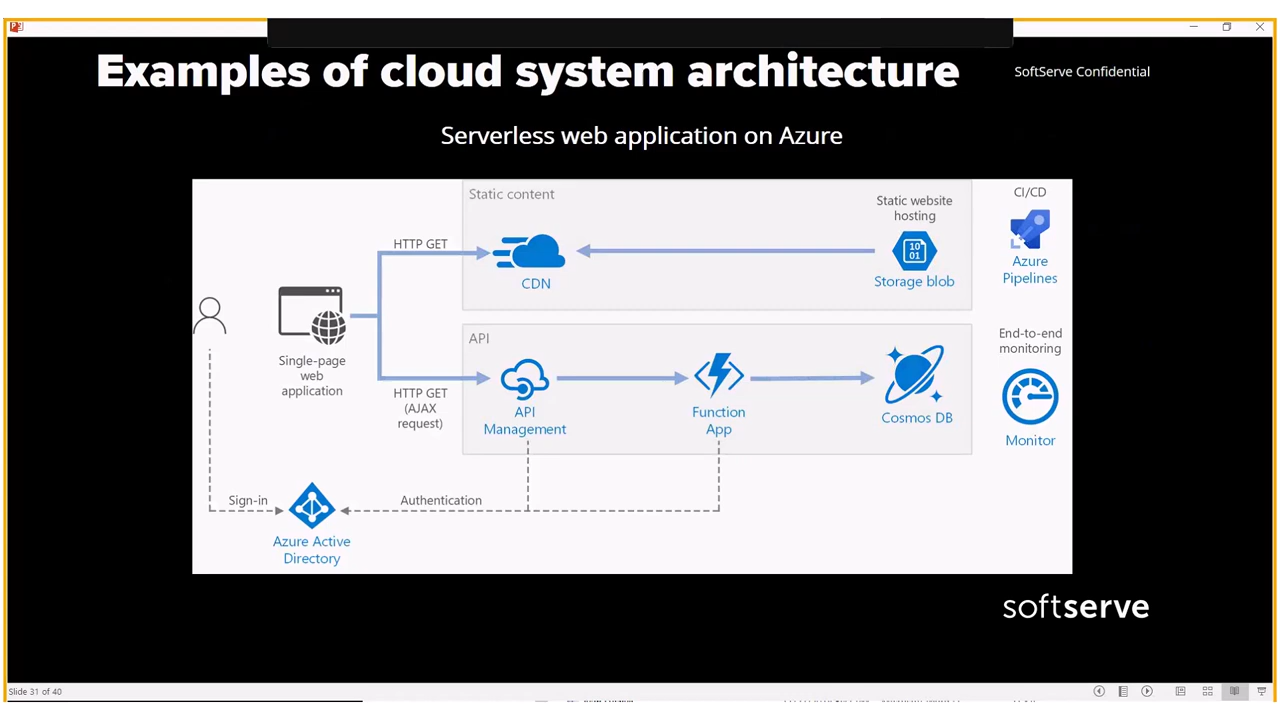 Examples of cloud system architecture
SoftServe Confidential
Serverless web application on Azure
Static content
Static website
hosting
CI/CD
HTTP GET
CDN
Storage blob
Azure
Pipelines
API
End-to-end
monitoring
Single-page
web
application
HTTP GET
(AJAX
request)
API
Management
Function
App
Cosmos DB
Monitor
Sign-in
Authentication
Azure Active
Directory
softserve
Slide 31 of 40